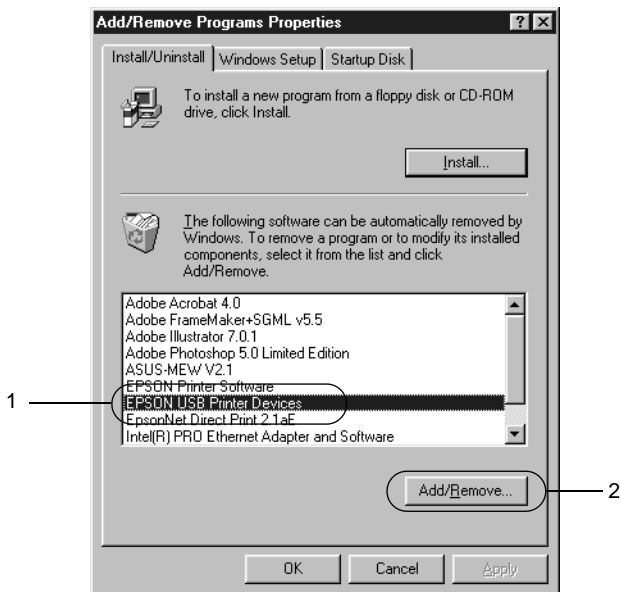 Add/Remove Programs Properties
Install/Uninstall
Windows Setup
Startup Disk
To install a new program from a floppy disk or CD-ROM
drive, click Install.
Install...
The following software can be automatically removed by
Windows. To remove a program or to modify its installed
components, select it from the list and click
Add/Remove.
Adobe Acrobat 4.0
Adobe FrameMaker+SGML v5.5
Adobe Illustrator 7.0.1
Adobe Photoshop 5.0 Limited Edition
ASUS-MEW V2.1
EPSON Printer Software
1
EPSON USB Printer Devices
EpsonNet Direct Print 2.1aE
Intel(R) PRO Ethernet Adapter and Software
Add/Remove...
2
OK
Cancel
Apply